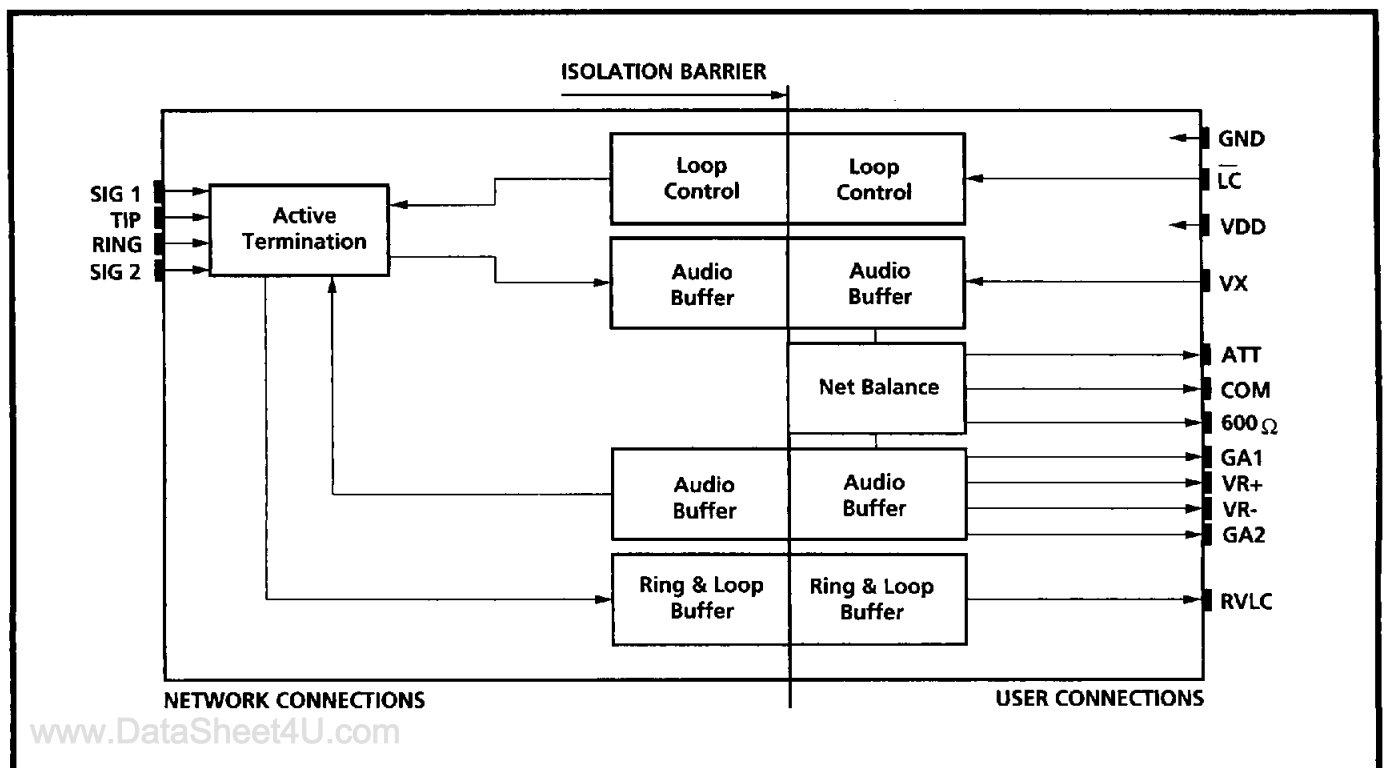 ISOLATION BARRIER
SIG 1
TIP
RING
SIG 2
Active
Termination
Loop
Control
Loop
Control
Audio
Buffer
Audio
Buffer
Net Balance
Audio
Buffer
Audio
Buffer
Ring & Loop
Buffer
Ring & Loop
Buffer
GND
L̅C
VDD
VX
ATT
COM
600 Ω
GA1
VR+
VR-
GA2
RVLC
NETWORK CONNECTIONS
USER CONNECTIONS
www.DataSheet4U.com